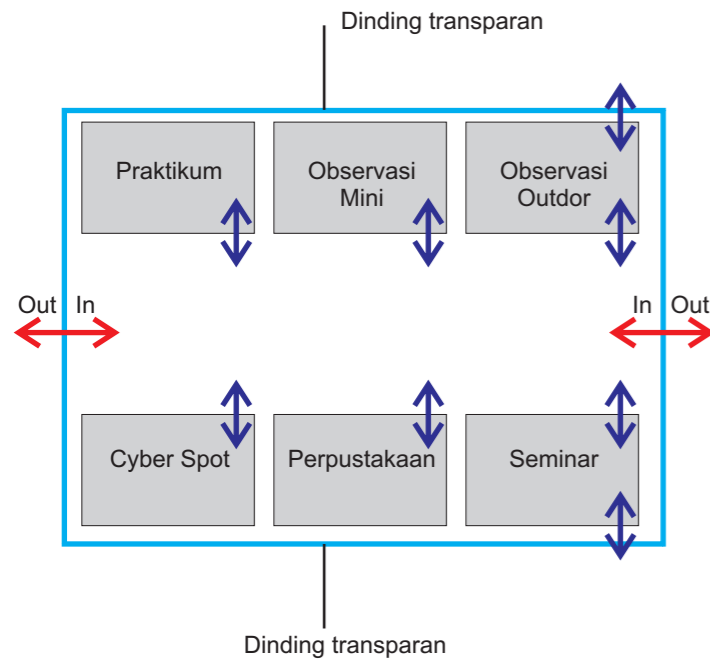 Dinding transparan
Praktikum
Observasi
Mini
Observasi
Outdor
Out In
In Out
Cyber Spot
Perpustakaan
Seminar
Dinding transparan